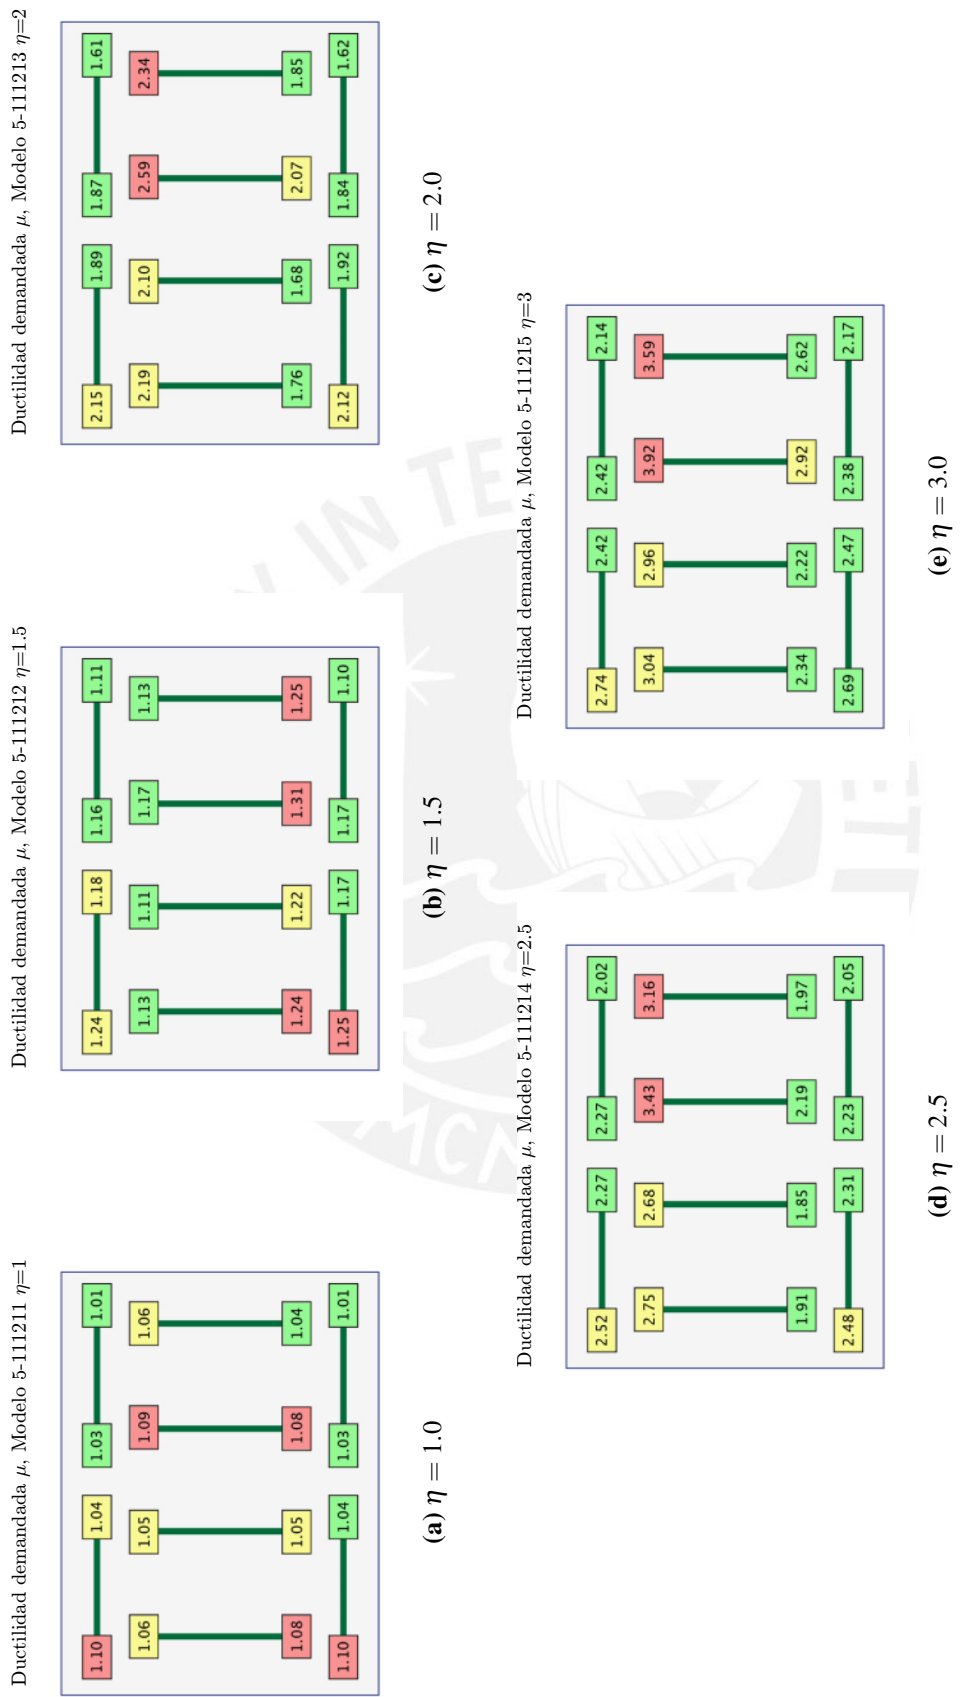 Ductilidad demandada μ, Modelo 5-111211 η=1
1.10 1.04 1.03 1.01
1.06 1.05 1.09 1.06
1.08 1.05 1.08 1.04
1.10 1.04 1.03 1.01
(a) η = 1.0
Ductilidad demandada μ, Modelo 5-111212 η=1.5
1.24 1.18 1.16 1.11
1.13 1.11 1.17 1.13
1.24 1.22 1.31 1.25
1.25 1.17 1.17 1.10
(b) η = 1.5
Ductilidad demandada μ, Modelo 5-111213 η=2
2.15 1.89 1.87 1.61
2.19 2.10 2.59 2.34
1.76 1.68 2.07 1.85
2.12 1.92 1.84 1.62
(c) η = 2.0
Ductilidad demandada μ, Modelo 5-111214 η=2.5
2.52 2.27 2.27 2.02
2.75 2.68 3.43 3.16
1.91 1.85 2.19 1.97
2.48 2.31 2.23 2.05
(d) η = 2.5
Ductilidad demandada μ, Modelo 5-111215 η=3
2.74 2.42 2.42 2.14
3.04 2.96 3.92 3.59
2.34 2.22 2.92 2.62
2.69 2.47 2.38 2.17
(e) η = 3.0